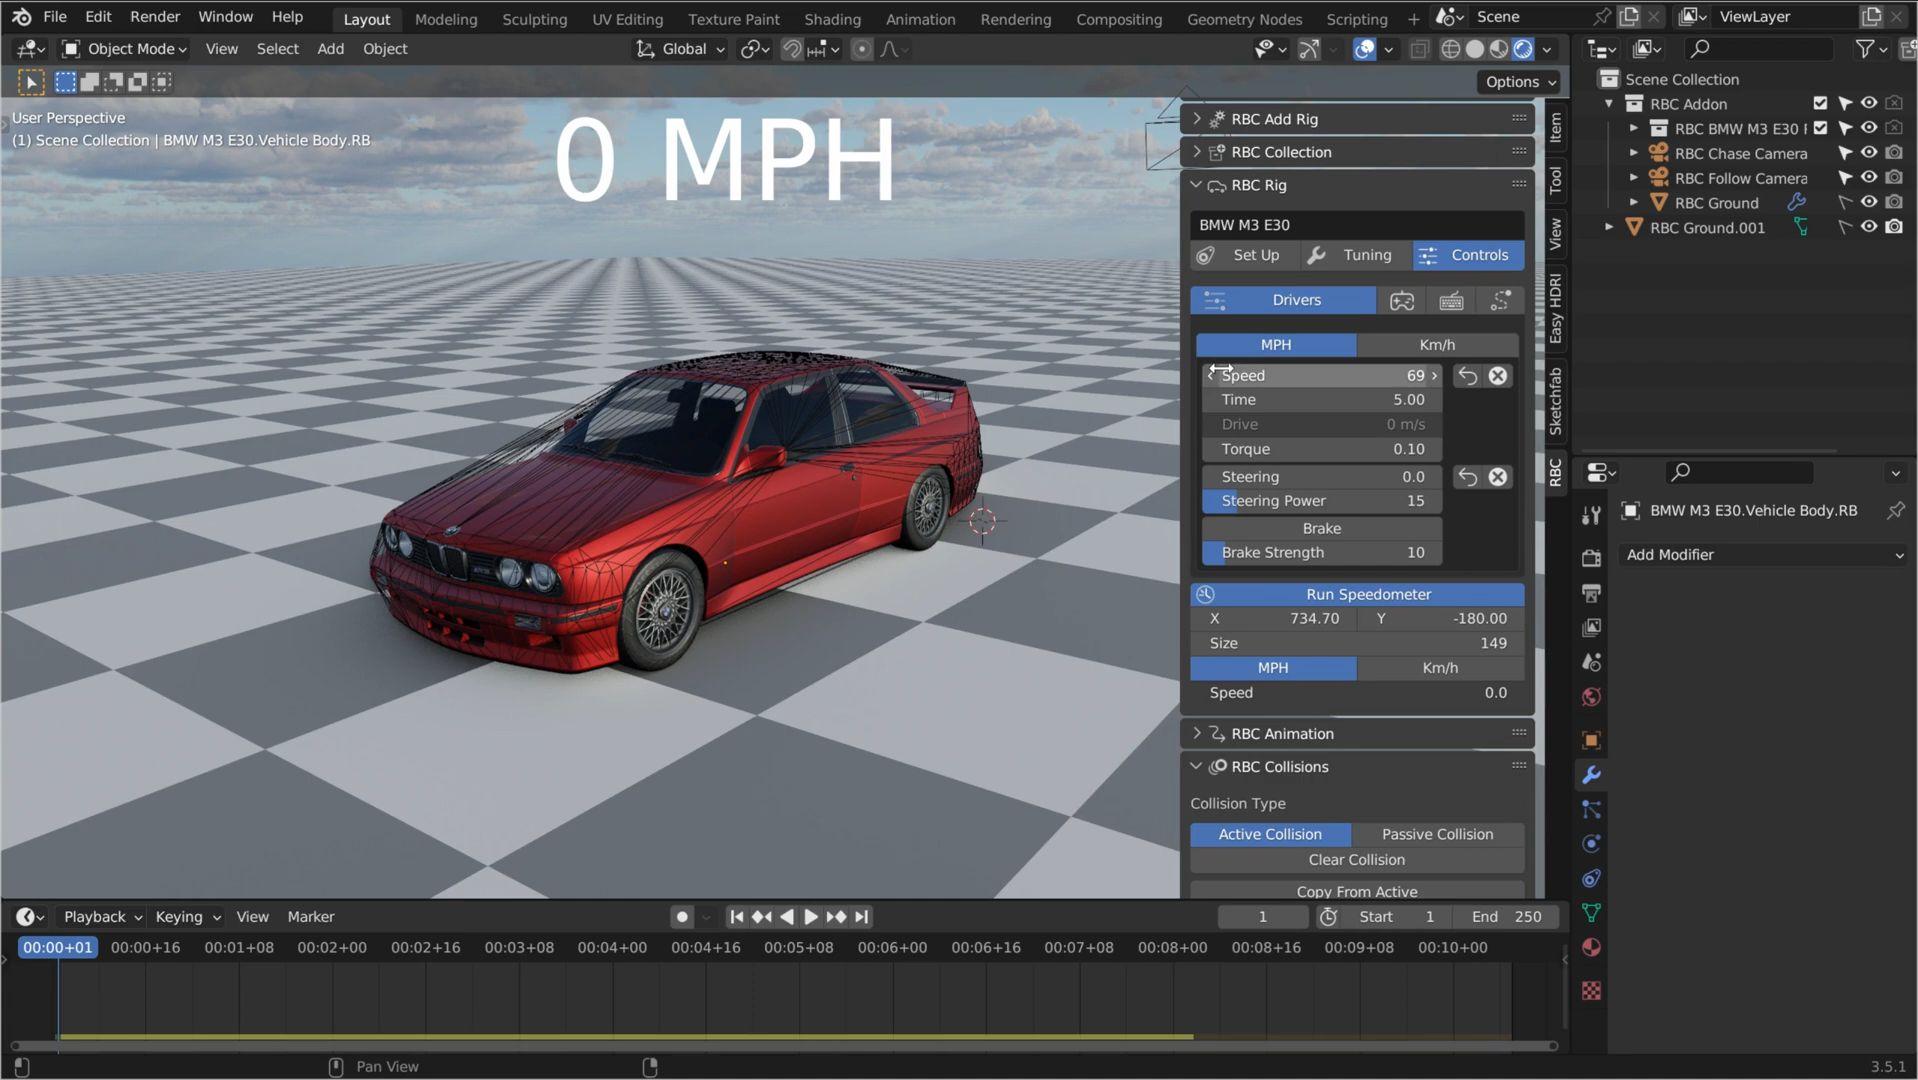 File Edit Render Window Help Layout Modeling Sculpting UV Editing Texture Paint Shading Animation Rendering Compositing Geometry Nodes Scripting + Scene ViewLayer
Object Mode View Select Add Object Global
Options
User Perspective
(1) Scene Collection | BMW M3 E30.Vehicle Body.RB
0 MPH
RBC Add Rig
RBC Collection
RBC Rig
BMW M3 E30
Set Up Tuning Controls
Drivers
MPH Km/h
Speed 69
Time 5.00
Drive 0 m/s
Torque 0.10
Steering 0.0
Steering Power 15
Brake
Brake Strength 10
Run Speedometer
X 734.70 Y -180.00
Size 149
MPH Km/h
Speed 0.0
RBC Animation
RBC Collisions
Collision Type
Active Collision Passive Collision
Clear Collision
Copy From Active
Item
Tool
View
Easy HDRI
Sketchfab
RBC
Scene Collection
RBC Addon
RBC BMW M3 E30
RBC Chase Camera
RBC Follow Camera
RBC Ground
RBC Ground.001
BMW M3 E30.Vehicle Body.RB
Add Modifier
Playback Keying View Marker 1 Start 1 End 250
00:00+01 00:00+16 00:01+08 00:02+00 00:02+16 00:03+08 00:04+00 00:04+16 00:05+08 00:06+00 00:06+16 00:07+08 00:08+00 00:08+16 00:09+08 00:10+00
Pan View 3.5.1